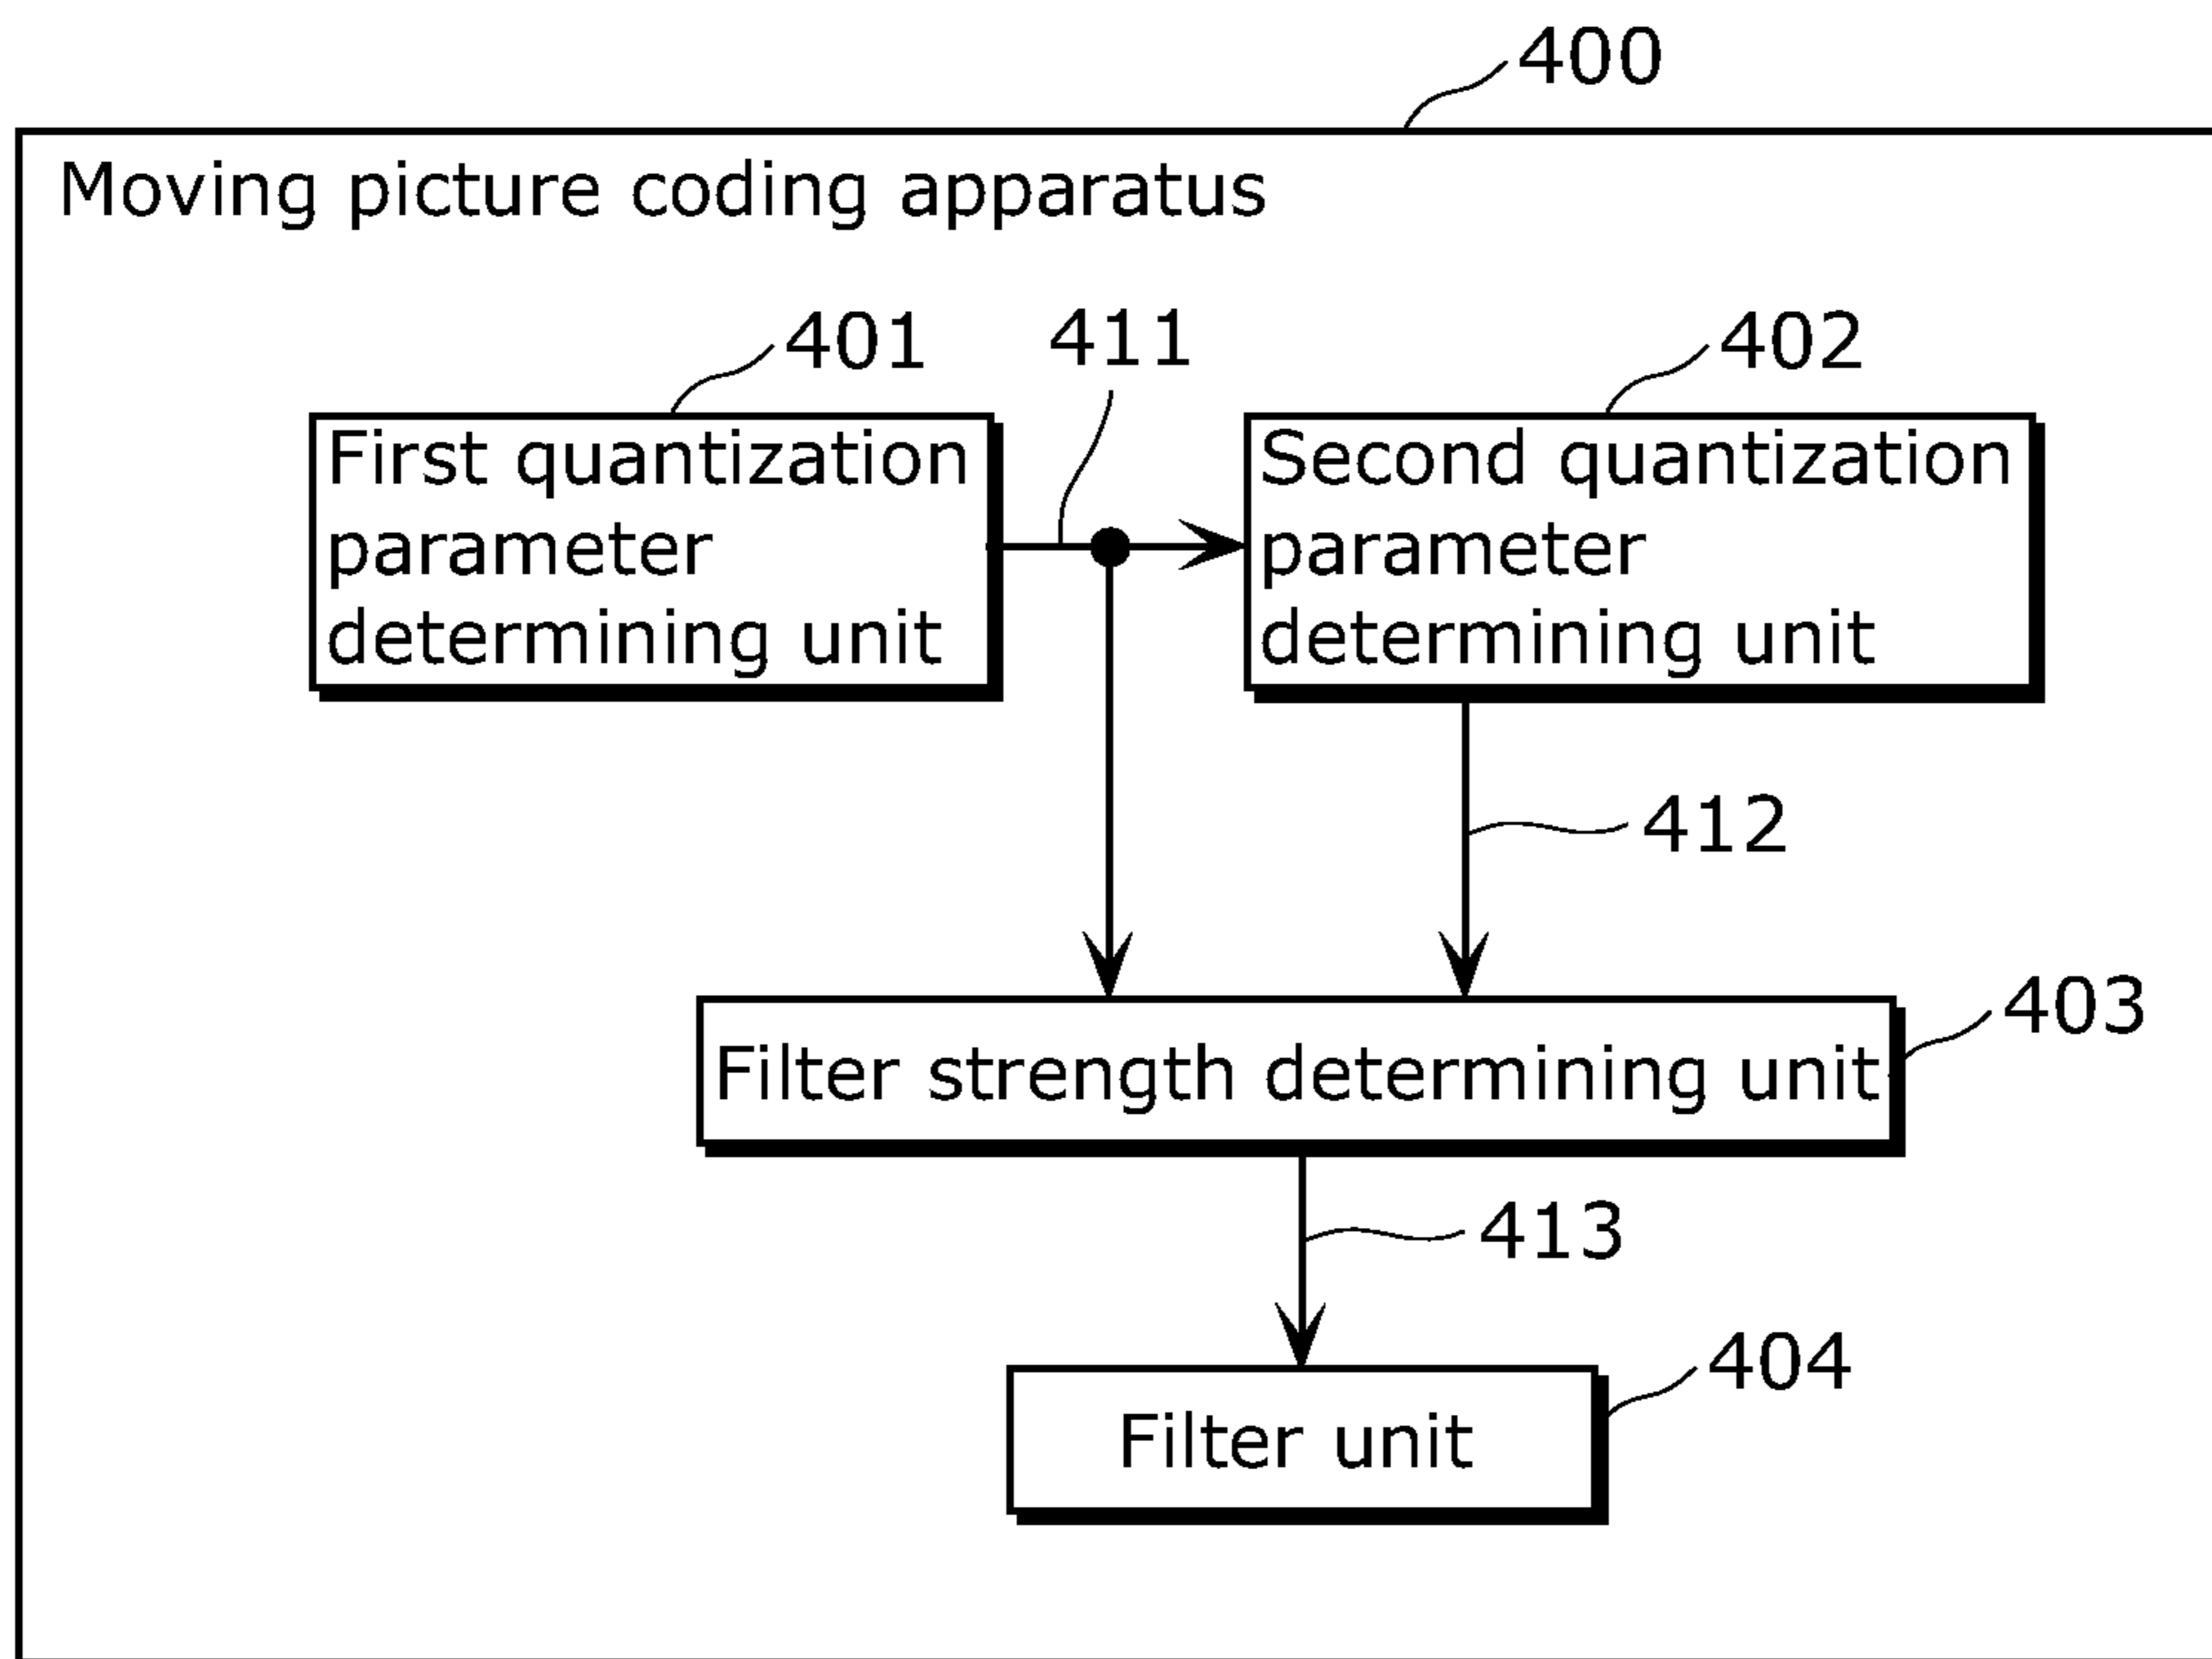 400
Moving picture coding apparatus
401
411
402
First quantization
parameter
determining unit
Second quantization
parameter
determining unit
412
403
Filter strength determining unit
413
404
Filter unit